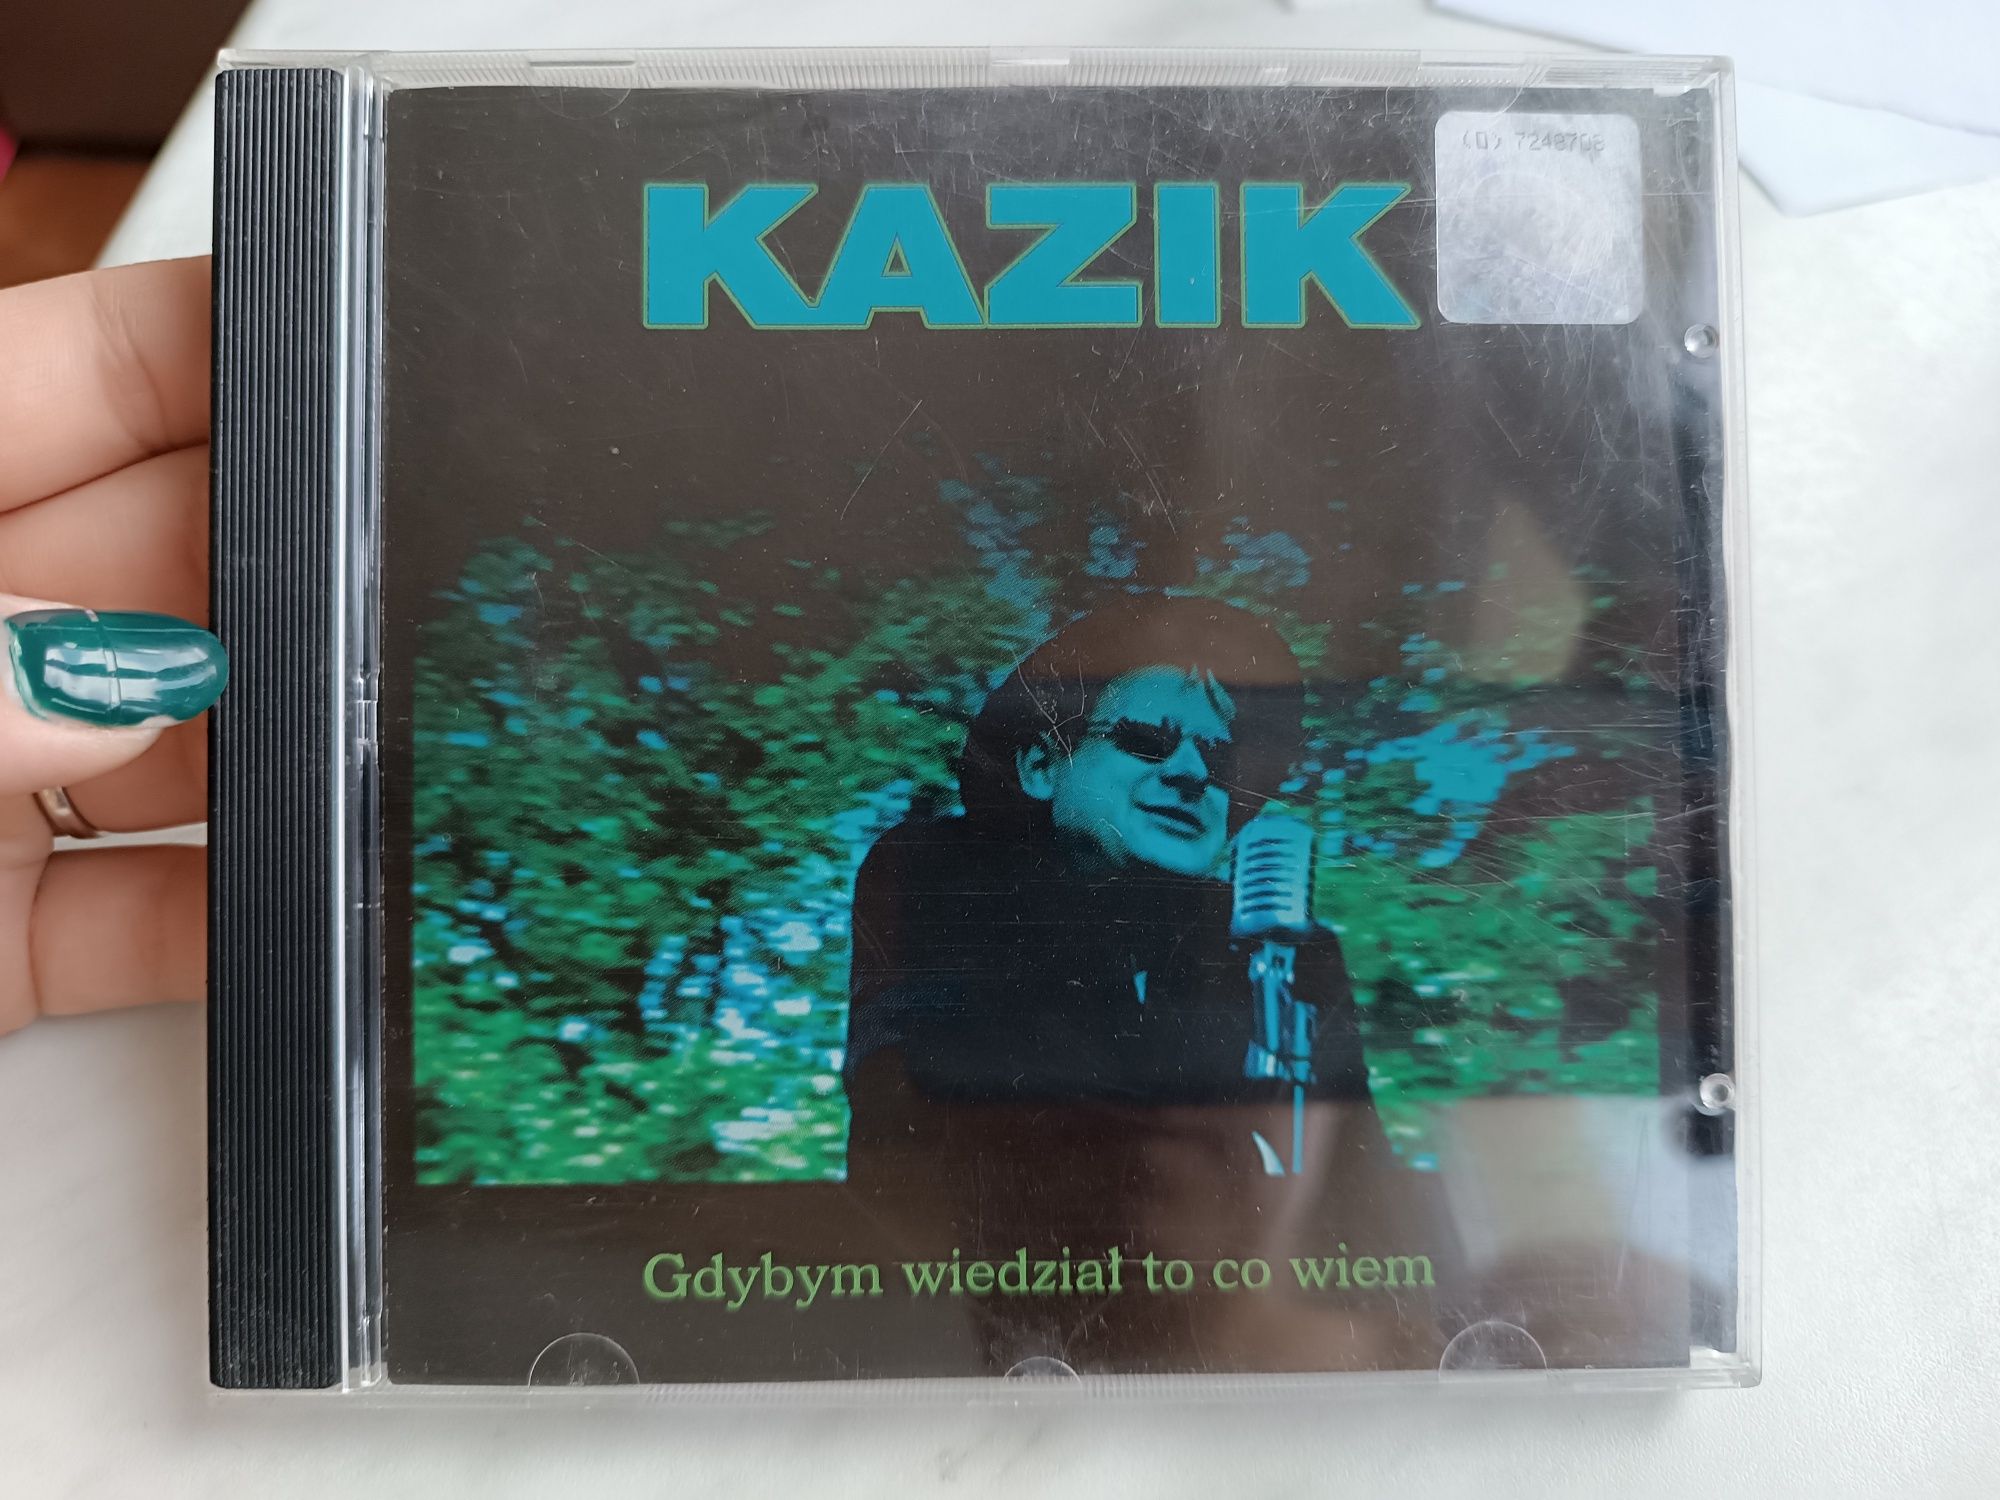 (0) 7248708
KAZIK
Gdybym wiedział to co wiem